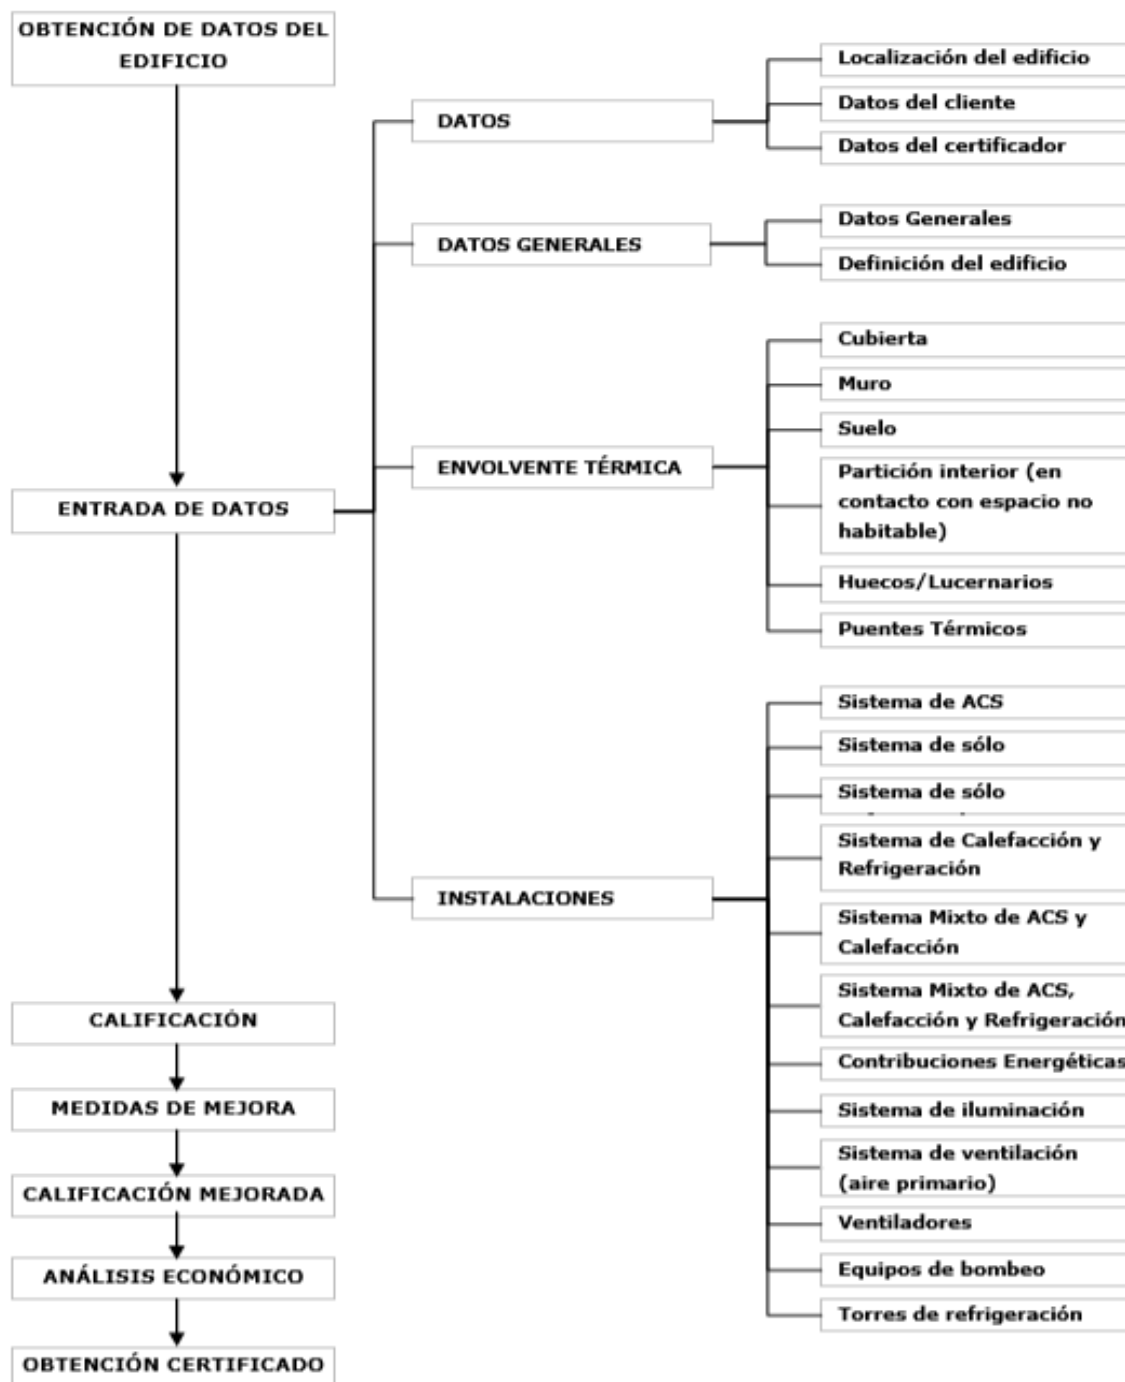 OBTENCIÓN DE DATOS DEL
EDIFICIO
ENTRADA DE DATOS
CALIFICACIÓN
MEDIDAS DE MEJORA
CALIFICACIÓN MEJORADA
ANÁLISIS ECONÓMICO
OBTENCIÓN CERTIFICADO
DATOS
Localización del edificio
Datos del cliente
Datos del certificador
DATOS GENERALES
Datos Generales
Definición del edificio
ENVOLVENTE TÉRMICA
Cubierta
Muro
Suelo
Partición interior (en
contacto con espacio no
habitable)
Huecos/Lucernarios
Puentes Térmicos
INSTALACIONES
Sistema de ACS
Sistema de sólo
Sistema de sólo
Sistema de Calefacción y
Refrigeración
Sistema Mixto de ACS y
Calefacción
Sistema Mixto de ACS,
Calefacción y Refrigeración
Contribuciones Energéticas
Sistema de iluminación
Sistema de ventilación
(aire primario)
Ventiladores
Equipos de bombeo
Torres de refrigeración